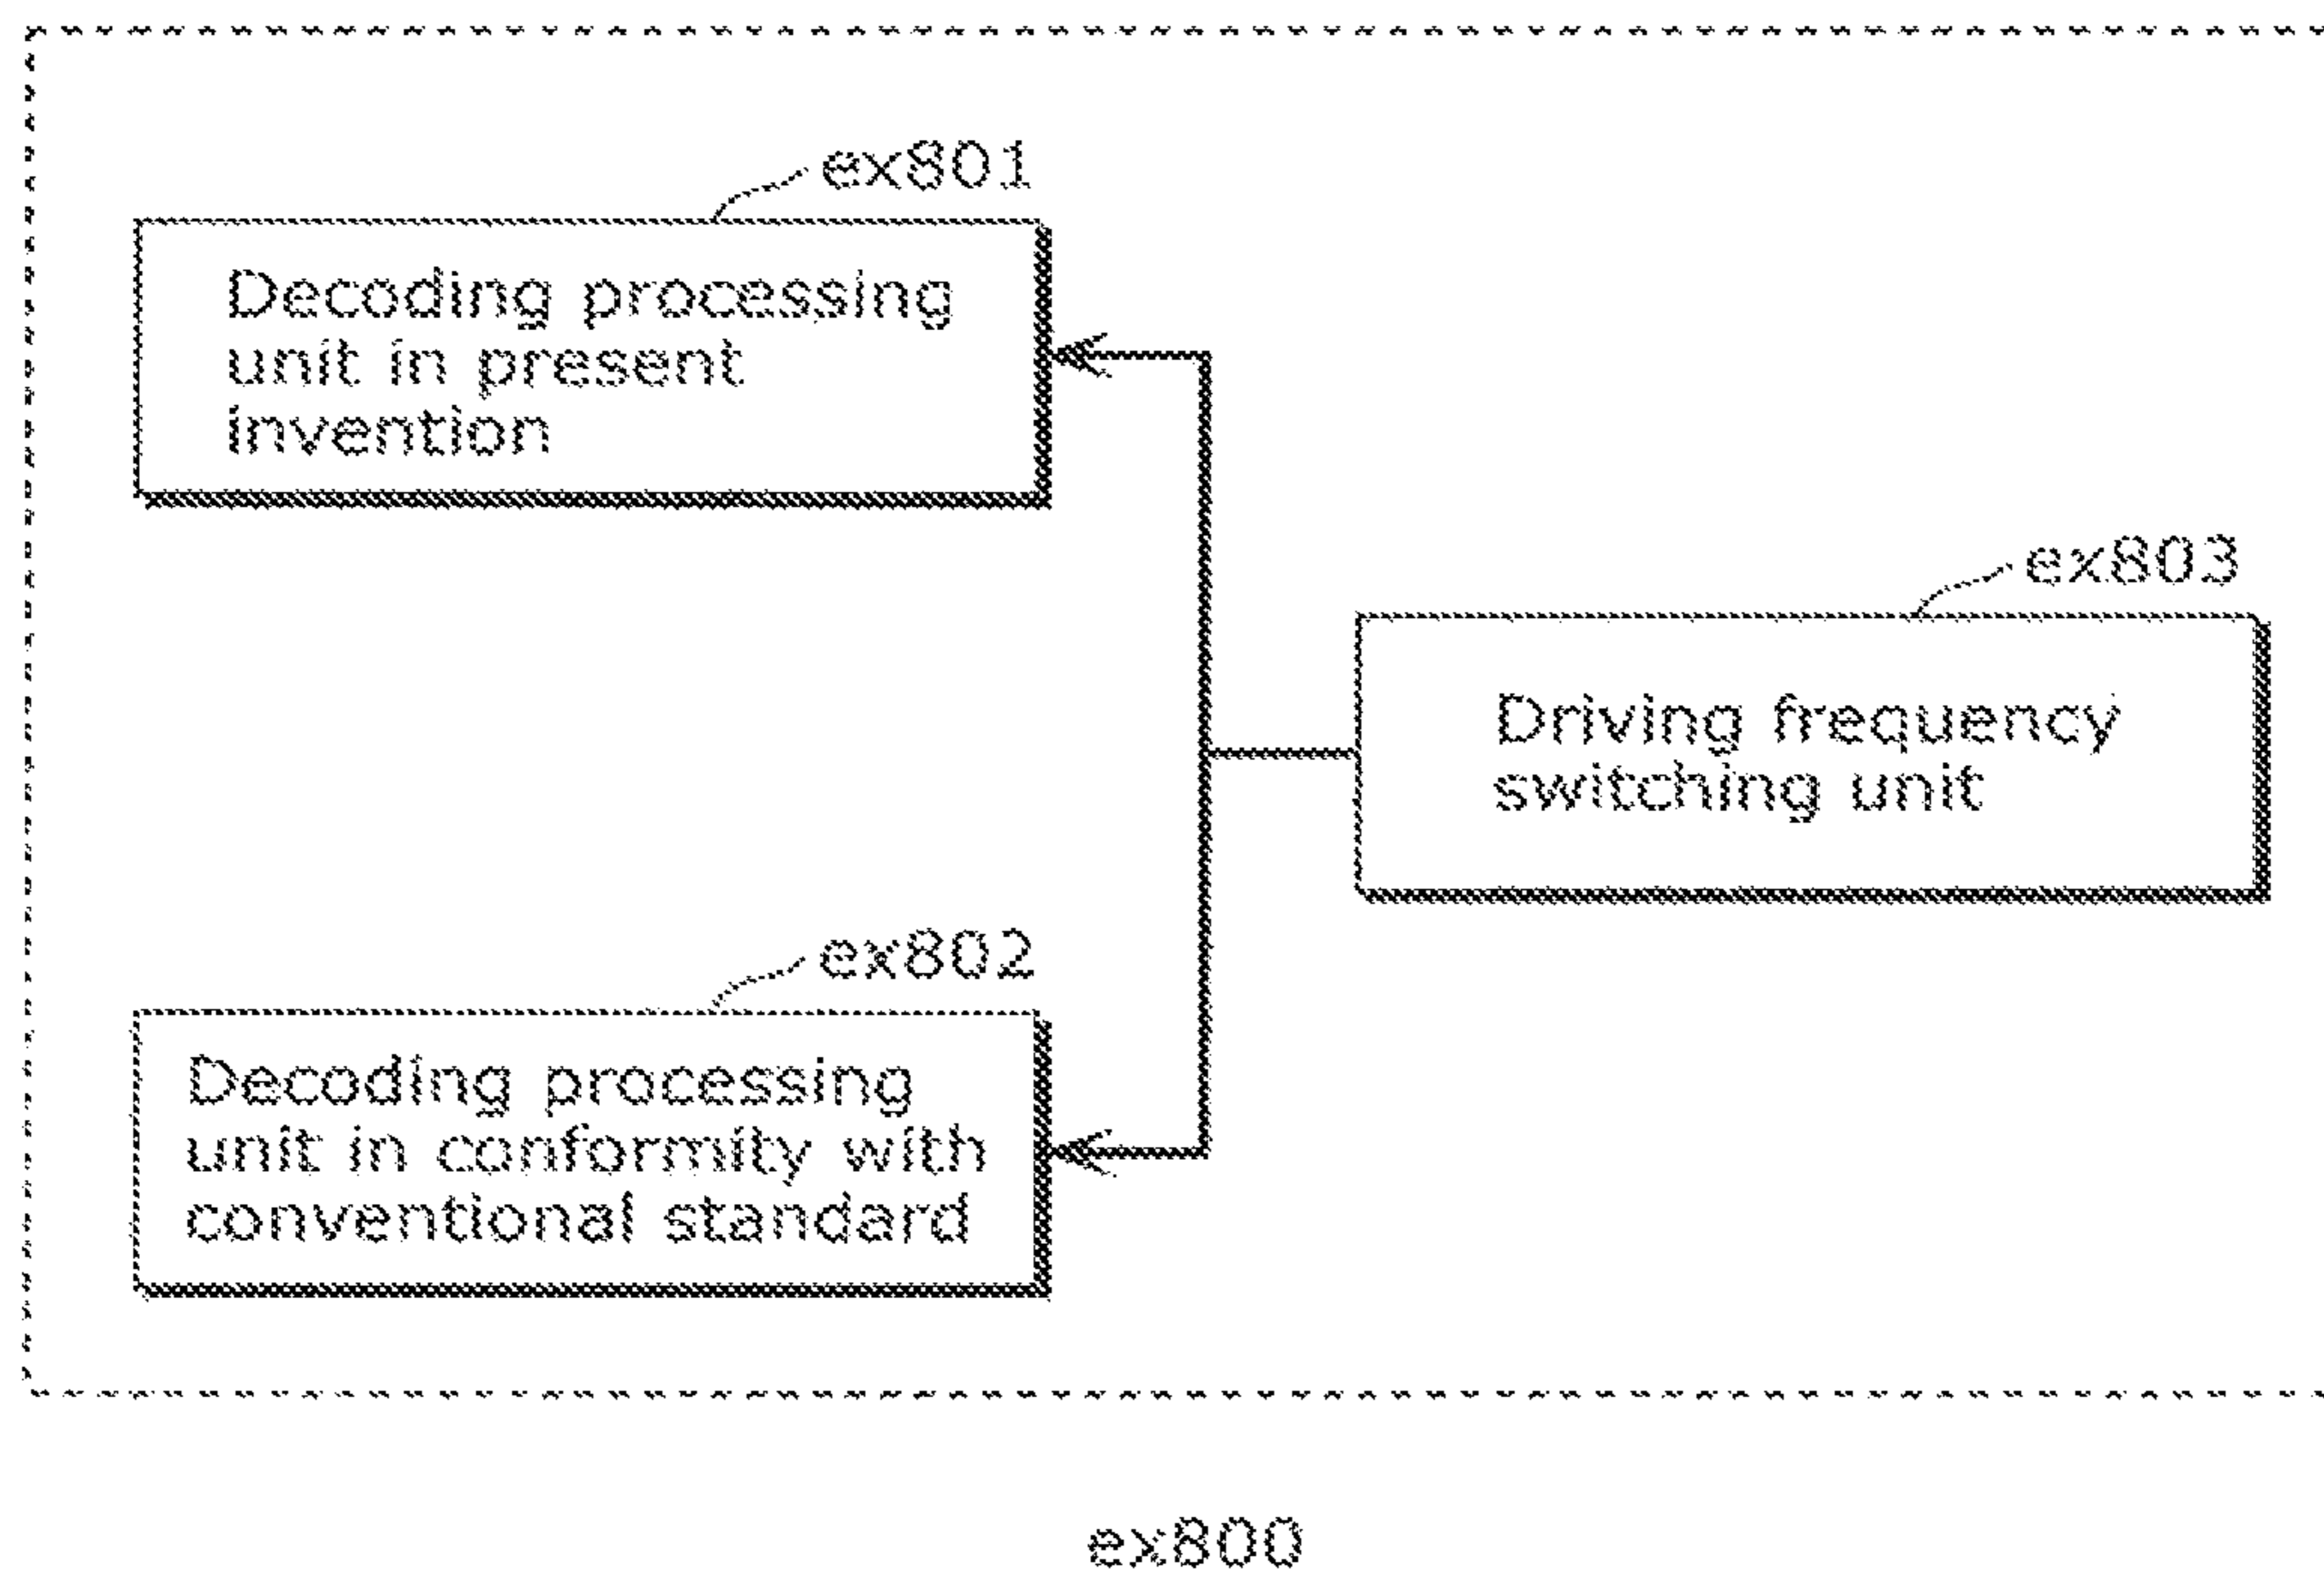 ex801
Decoding processing
unit in present
invention
ex803
Driving frequency
switching unit
ex802
Decoding processing
unit in conformity with
conventional standard
ex800